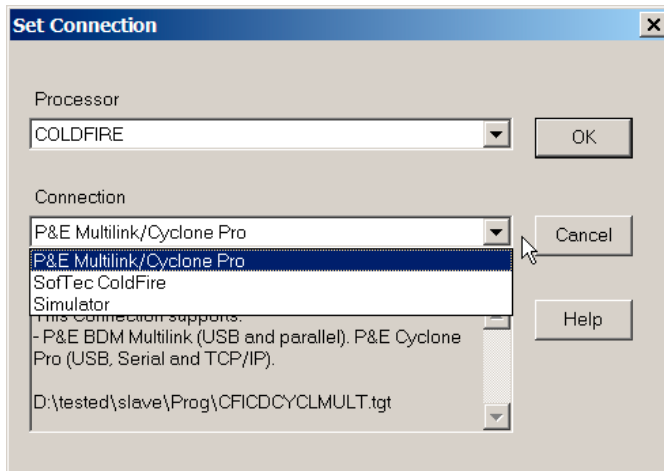 Set Connection
Processor
COLDFIRE
OK
Connection
P&E Multilink/Cyclone Pro
Cancel
P&E Multilink/Cyclone Pro
SofTec ColdFire
Simulator
This Connection supports:
- P&E BDM Multilink (USB and parallel). P&E Cyclone
Pro (USB, Serial and TCP/IP).
Help
D:\tested\slave\Prog\CFICDCYCLMULT.tgt